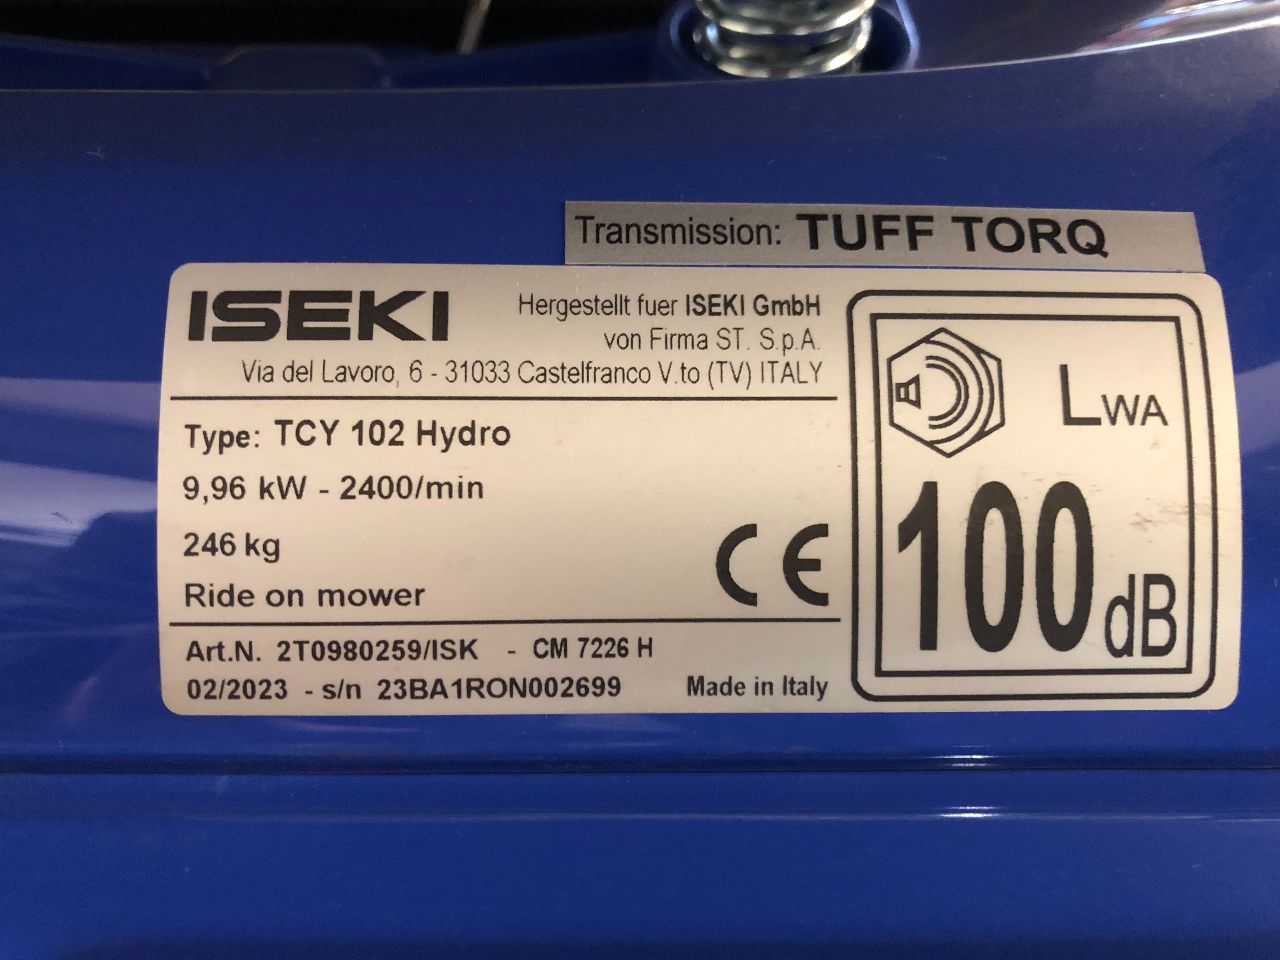 Transmission: TUFF TORQ
ISEKI
Hergestellt fuer ISEKI GmbH
von Firma ST. S.p.A.
Via del Lavoro, 6 - 31033 Castelfranco V.to (TV) ITALY
Type: TCY 102 Hydro
9,96 kW - 2400/min
246 kg
Ride on mower
CE
Art.N. 2T0980259/ISK - CM 7226 H
02/2023 - s/n 23BA1RON002699 Made in Italy
LWA
100 dB